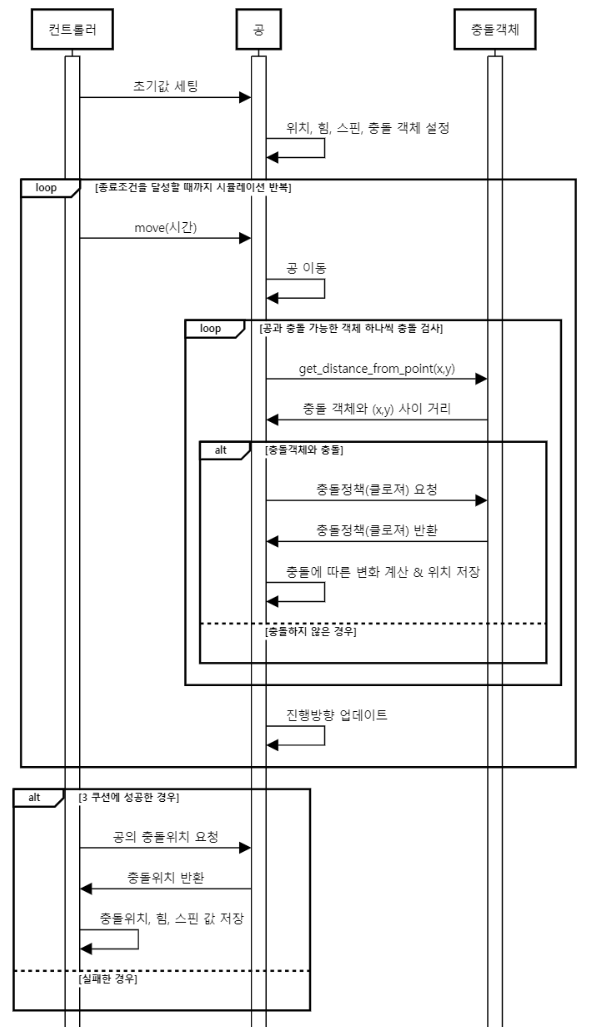 컨트롤러
공
충돌객체
초기값 세팅
위치, 힘, 스핀, 충돌 객체 설정
loop
[종료조건을 달성할 때까지 시뮬레이션 반복]
move(시간)
공 이동
loop
[공과 충돌 가능한 객체 하나씩 충돌 검사]
get_distance_from_point(x,y)
충돌 객체와 (x,y) 사이 거리
alt
[충돌객체와 충돌]
충돌정책(클로져) 요청
충돌정책(클로져) 반환
충돌에 따른 변화 계산 & 위치 저장
[충돌하지 않은 경우]
진행방향 업데이트
alt
[3 쿠션에 성공한 경우]
공의 충돌위치 요청
충돌위치 반환
충돌위치, 힘, 스핀 값 저장
[실패한 경우]